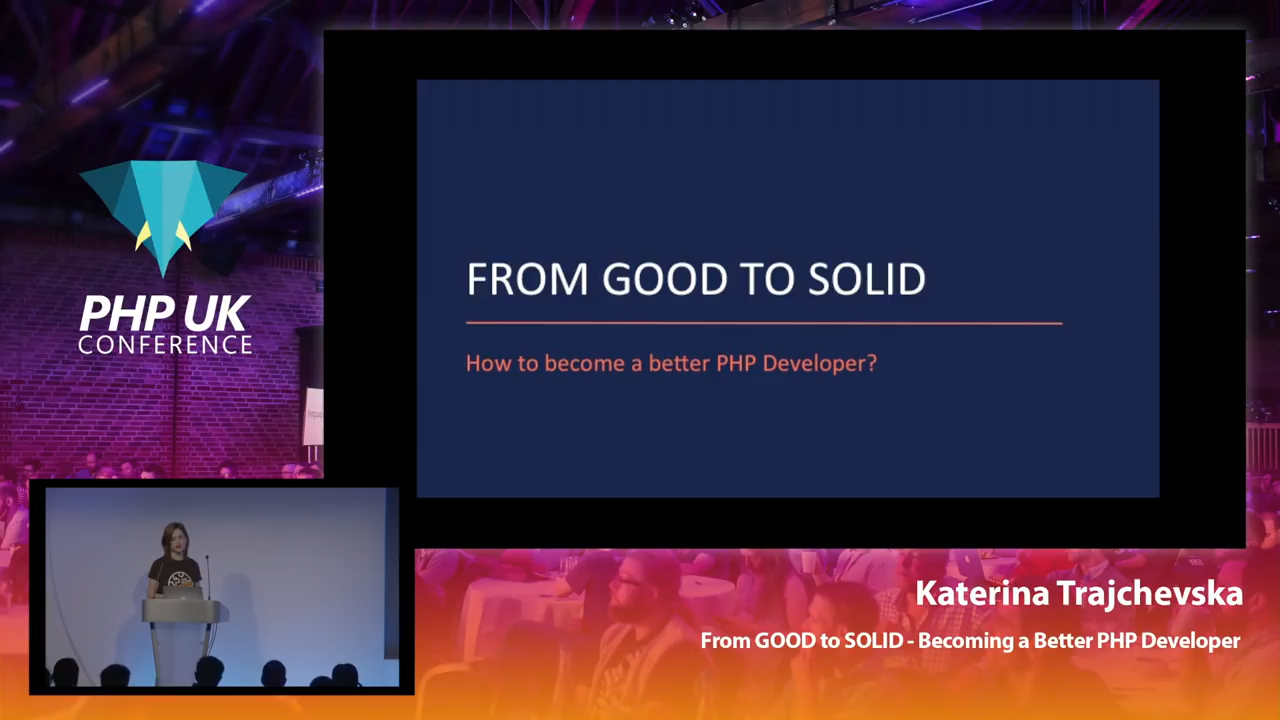 PHP UK
CONFERENCE
FROM GOOD TO SOLID
How to become a better PHP Developer?
Katerina Trajchevska
From GOOD to SOLID - Becoming a Better PHP Developer